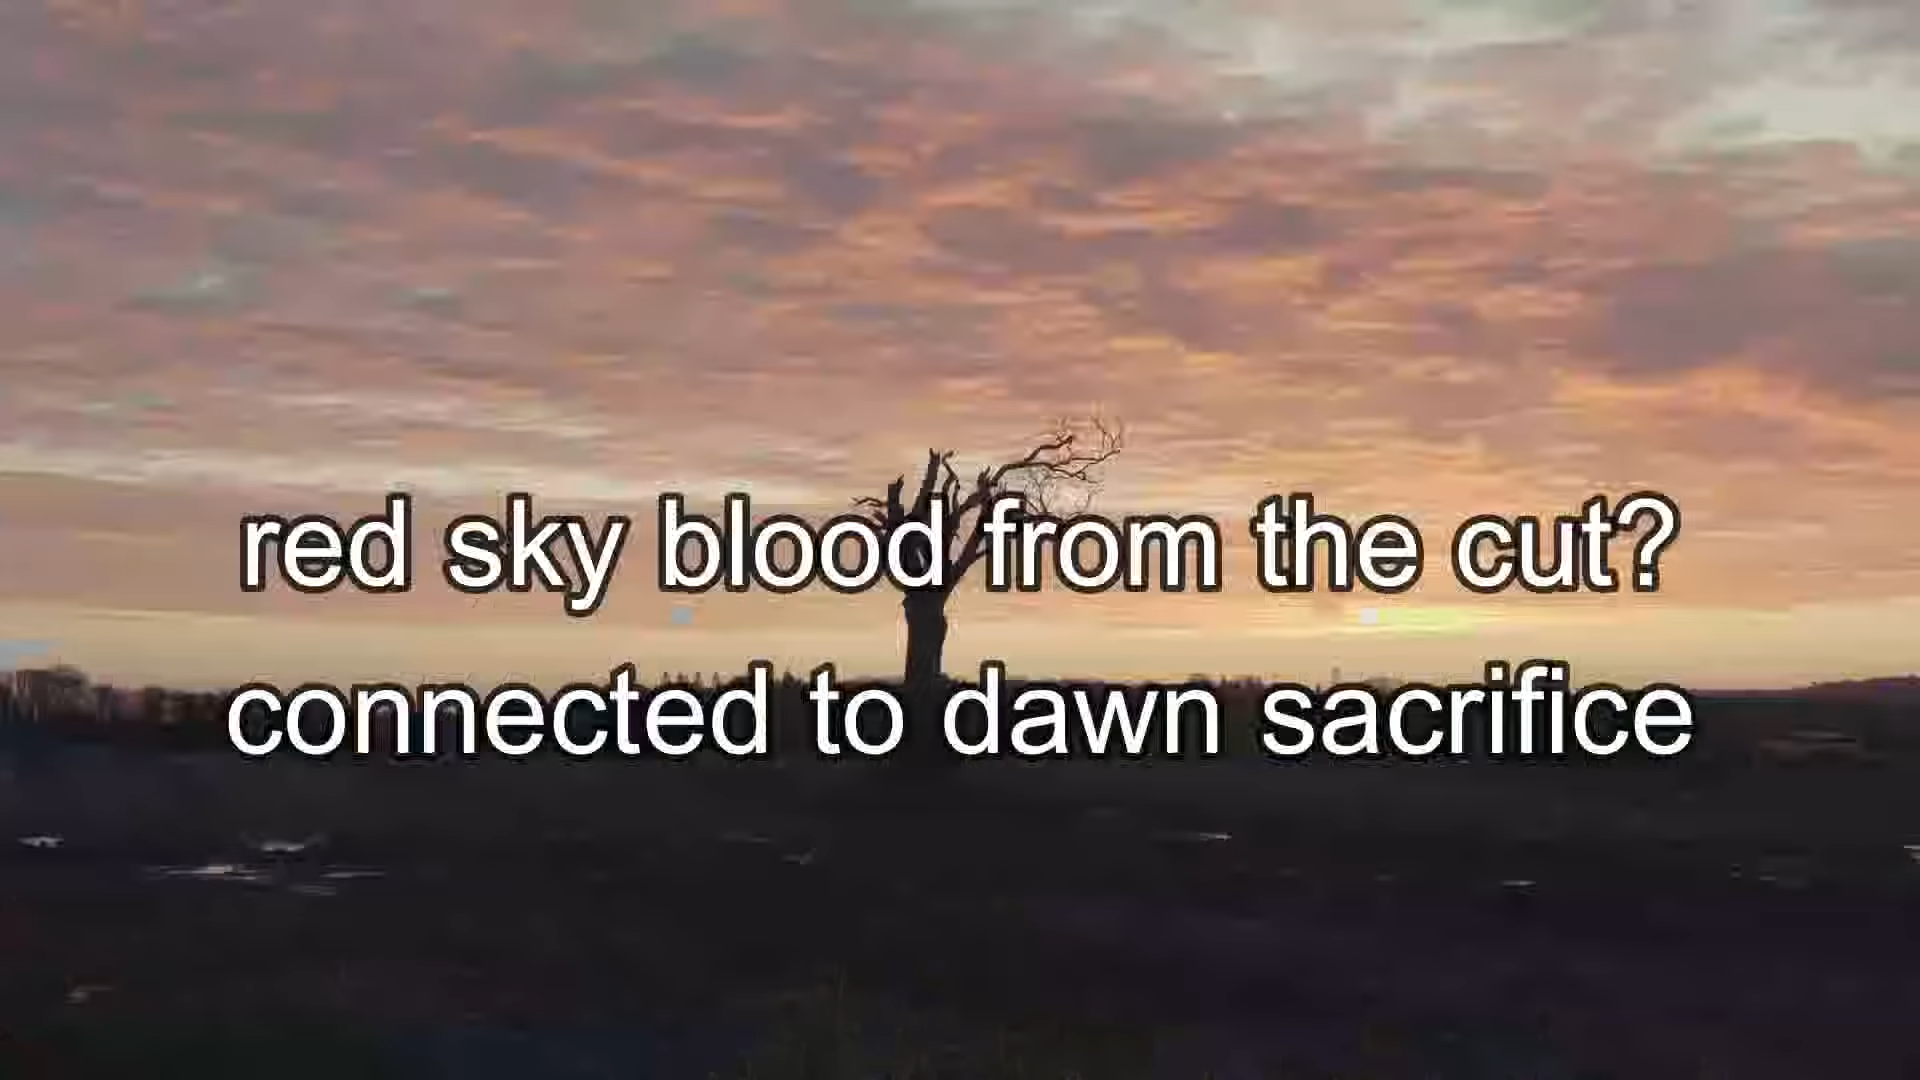 red sky blood from the cut?
connected to dawn sacrifice